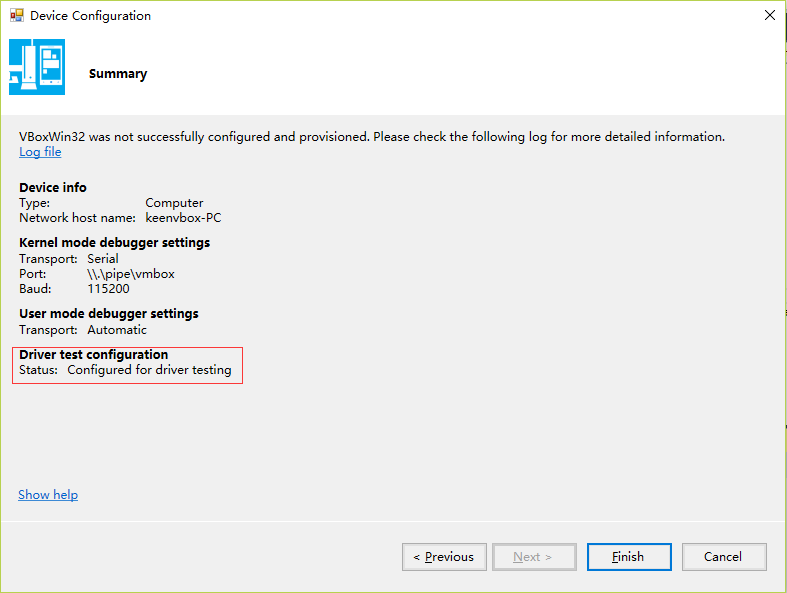 Device Configuration
Summary
VBoxWin32 was not successfully configured and provisioned. Please check the following log for more detailed information.
Log file
Device info
Type: Computer
Network host name: keenvbox-PC
Kernel mode debugger settings
Transport: Serial
Port: \\.\pipe\vmbox
Baud: 115200
User mode debugger settings
Transport: Automatic
Driver test configuration
Status: Configured for driver testing
Show help
< Previous Next > Finish Cancel